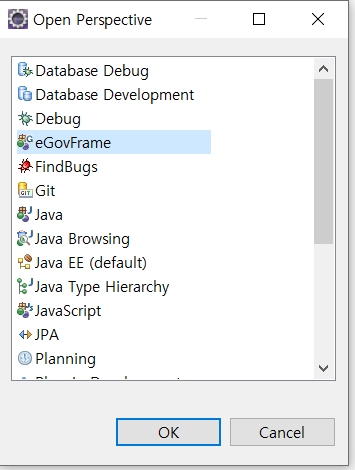 Open Perspective
Database Debug
Database Development
Debug
eGovFrame
FindBugs
Git
Java
Java Browsing
Java EE (default)
Java Type Hierarchy
JavaScript
JPA
Planning
OK
Cancel